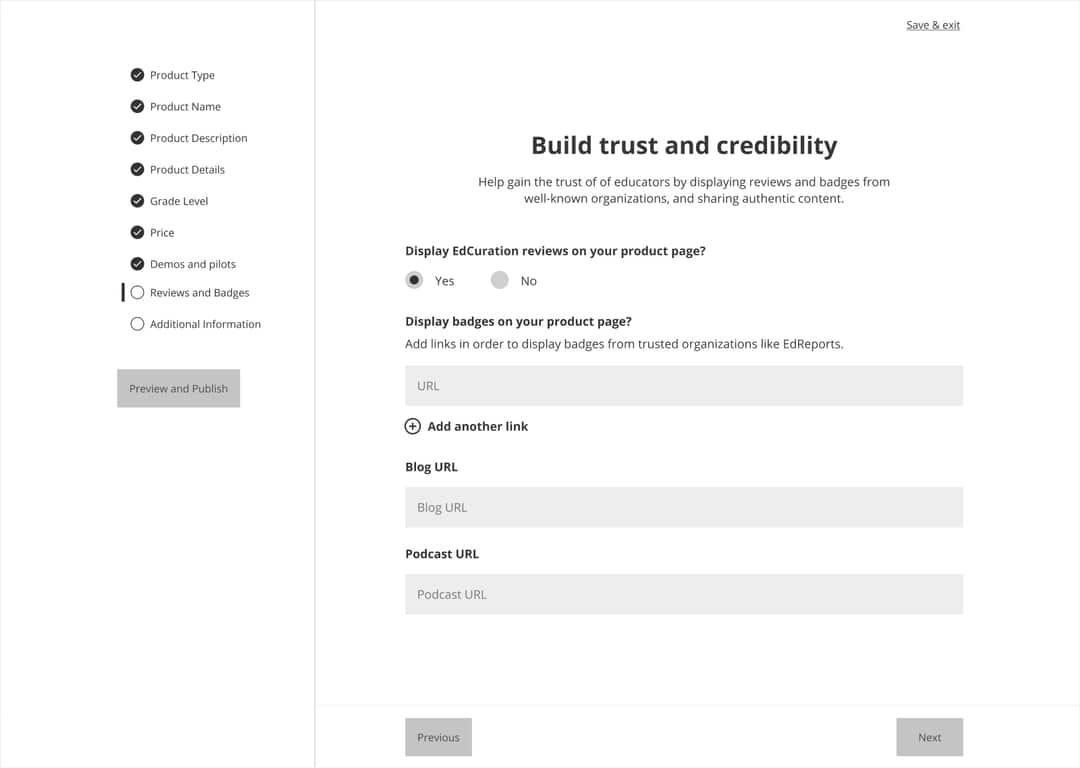 Save & exit
Product Type
Product Name
Product Description
Product Details
Grade Level
Price
Demos and pilots
Reviews and Badges
Additional Information
Preview and Publish
Build trust and credibility
Help gain the trust of of educators by displaying reviews and badges from
well-known organizations, and sharing authentic content.
Display EdCuration reviews on your product page?
Yes No
Display badges on your product page?
Add links in order to display badges from trusted organizations like EdReports.
URL
Add another link
Blog URL
Blog URL
Podcast URL
Podcast URL
Previous Next